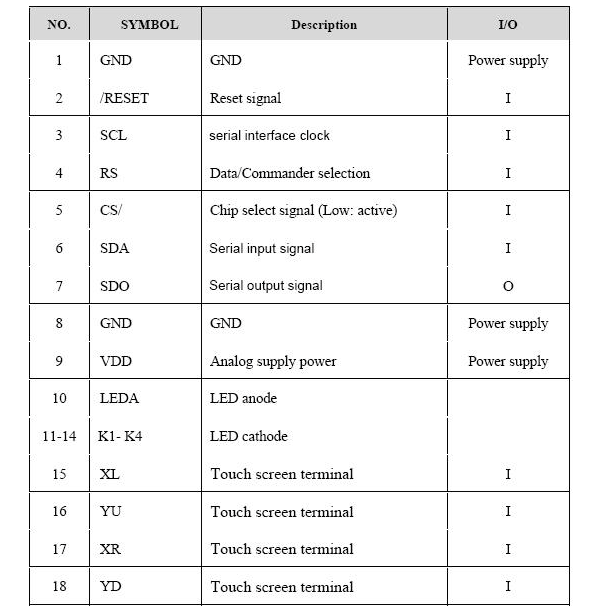 NO. SYMBOL Description I/O
1 GND GND Power supply
2 /RESET Reset signal I
3 SCL serial interface clock I
4 RS Data/Commander selection I
5 CS/ Chip select signal (Low: active) I
6 SDA Serial input signal I
7 SDO Serial output signal O
8 GND GND Power supply
9 VDD Analog supply power Power supply
10 LEDA LED anode
11-14 K1- K4 LED cathode
15 XL Touch screen terminal I
16 YU Touch screen terminal I
17 XR Touch screen terminal I
18 YD Touch screen terminal I